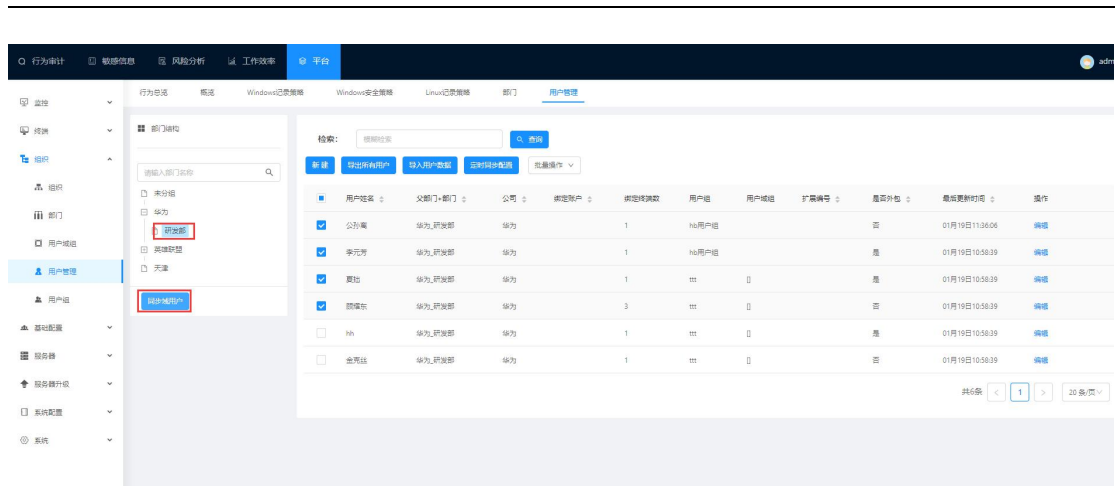 行为审计 敏感信息 风险分析 工作效率 平台 adm
行为总览 概览 Windows记录策略 Windows安全策略 Linux记录策略 部门 用户管理
监控
终端
组织
组织
部门
用户域组
用户管理
用户组
基础配置
服务器
服务器升级
系统配置
系统
部门结构
请输入部门名称
未分组
华为
研发部
英雄联盟
天津
同步域用户
检索: 模糊检索 查询
新建 导出所有用户 导入用户数据 定时同步配置 批量操作
用户姓名 父部门+部门 公司 绑定账户 绑定终端数 用户组 用户域组 扩展编号 是否外包 最后更新时间 操作
公孙离 华为_研发部 华为 1 hb用户组 否 01月19日11:36:06 编辑
李元芳 华为_研发部 华为 1 hb用户组 是 01月19日10:58:39 编辑
夏拙 华为_研发部 华为 1 ttt [] 是 01月19日10:58:39 编辑
顾耀东 华为_研发部 华为 3 ttt [] 否 01月19日10:58:39 编辑
hh 华为_研发部 华为 1 ttt [] 是 01月19日10:58:39 编辑
金克丝 华为_研发部 华为 1 ttt [] 否 01月19日10:58:39 编辑
共6条 < 1 > 20 条/页